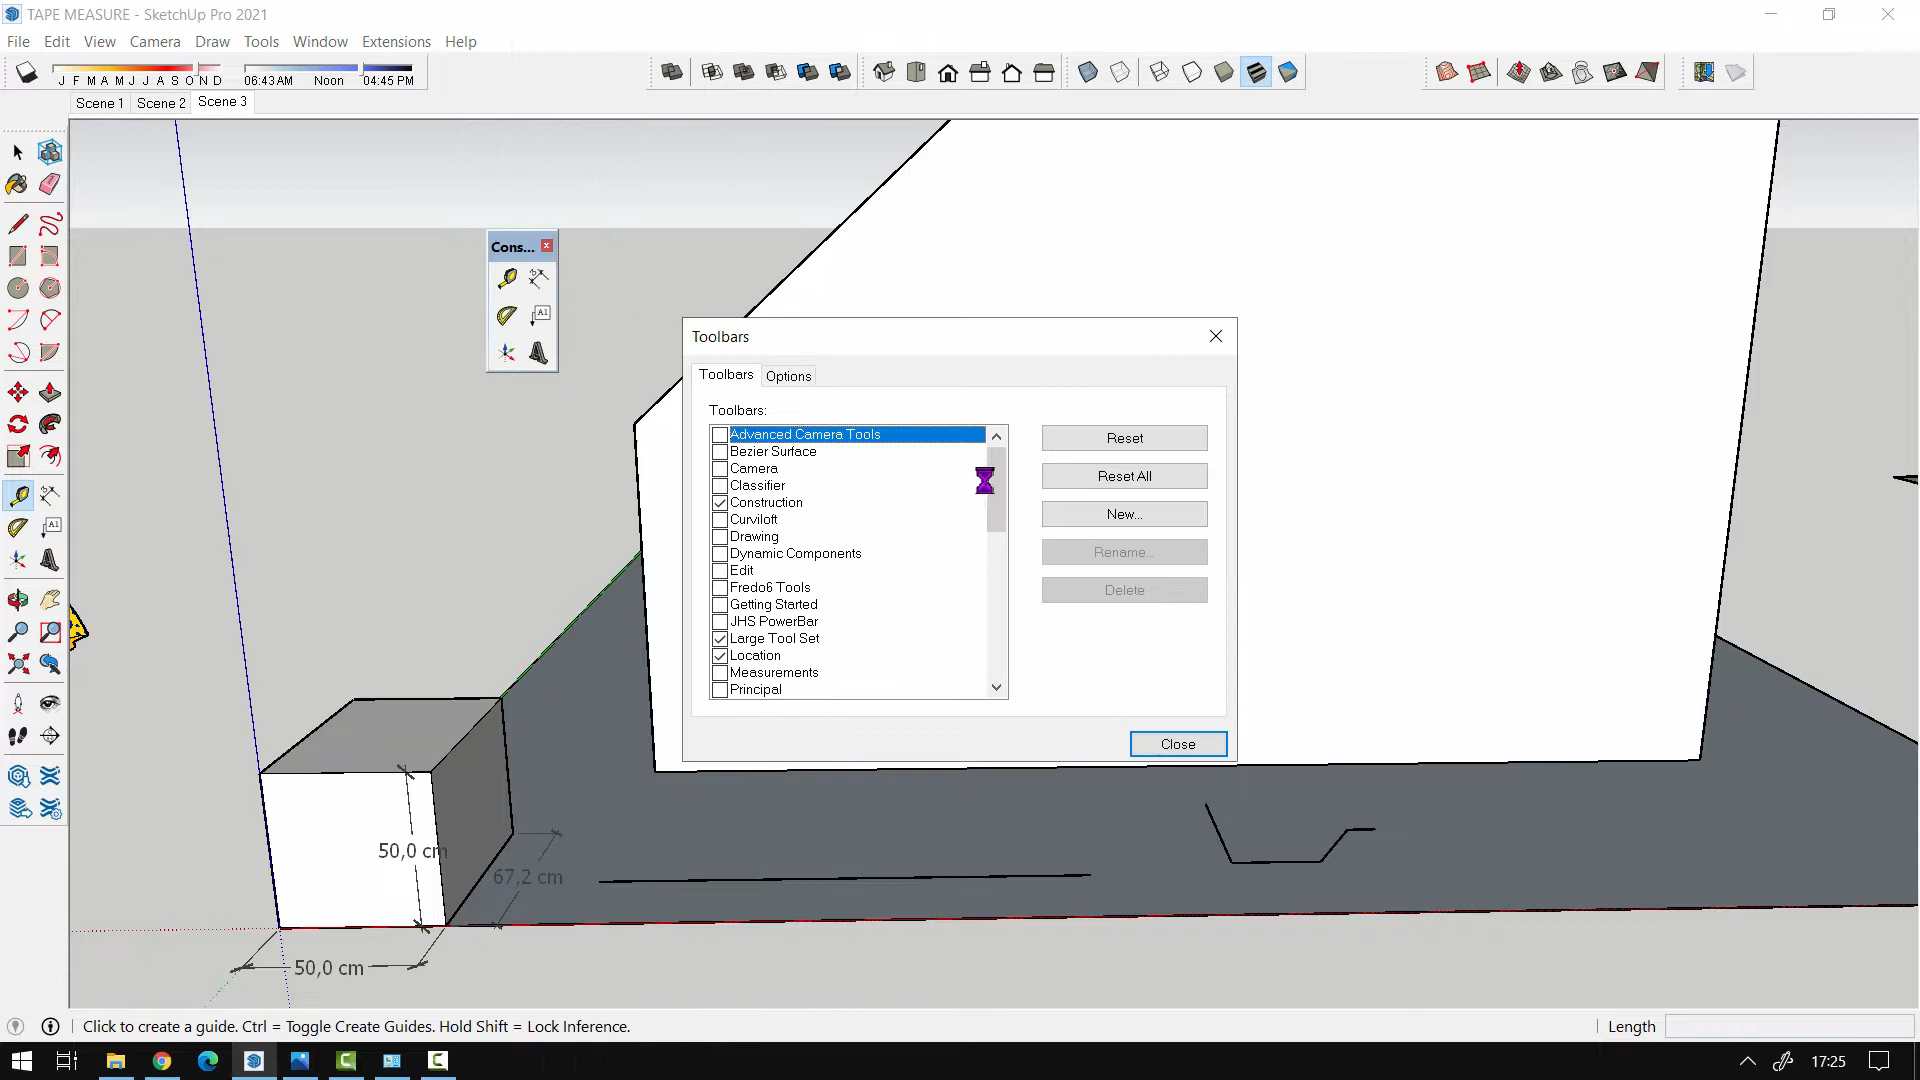 TAPE MEASURE - SketchUp Pro 2021
File Edit View Camera Draw Tools Window Extensions Help
J F M A M J J A S O N D 06:43 AM Noon 04:45 PM
Scene 1 Scene 2 Scene 3
Cons...
A1
Toolbars
Toolbars Options
Toolbars:
Advanced Camera Tools
Bezier Surface
Camera
Classifier
Construction
Curviloft
Drawing
Dynamic Components
Edit
Fredo6 Tools
Getting Started
JHS PowerBar
Large Tool Set
Location
Measurements
Principal
Reset
Reset All
New...
Rename...
Delete
Close
A1
50,0 cm
67,2 cm
50,0 cm
Click to create a guide. Ctrl = Toggle Create Guides. Hold Shift = Lock Inference.
Length
17:25